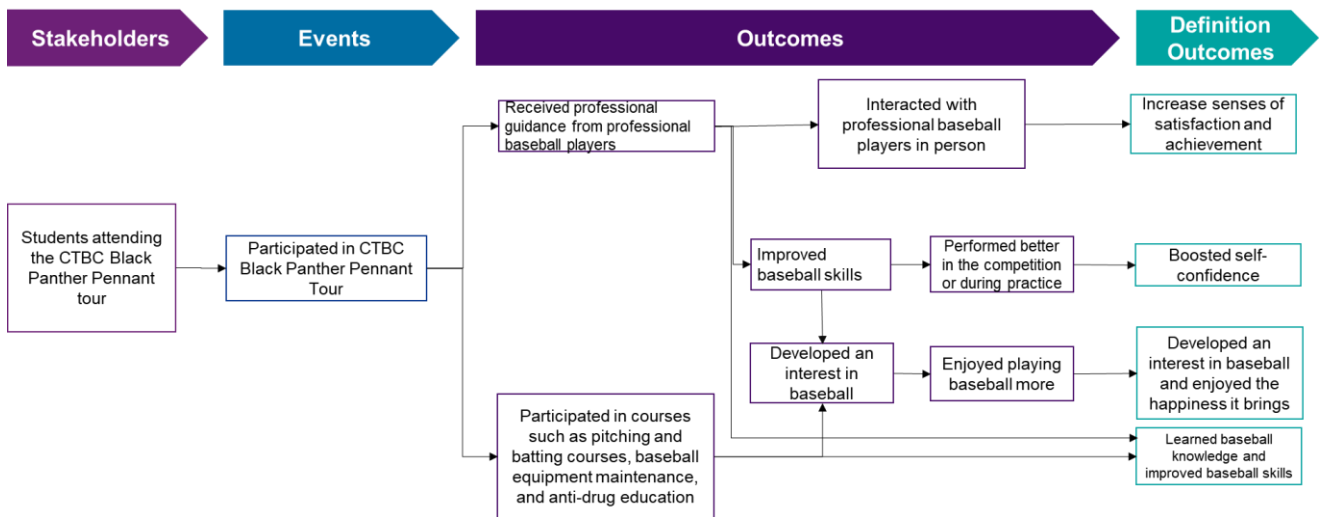 Stakeholders
Events
Outcomes
Definition
Outcomes
Students attending
the CTBC Black
Panther Pennant
tour
Participated in CTBC
Black Panther Pennant
Tour
Received professional
guidance from professional
baseball players
Interacted with
professional baseball
players in person
Increase senses of
satisfaction and
achievement
Improved
baseball skills
Performed better
in the competition
or during practice
Boosted self-
confidence
Developed an
interest in
baseball
Enjoyed playing
baseball more
Developed an
interest in baseball
and enjoyed the
happiness it brings
Participated in courses
such as pitching and
batting courses, baseball
equipment maintenance,
and anti-drug education
Learned baseball
knowledge and
improved baseball skills